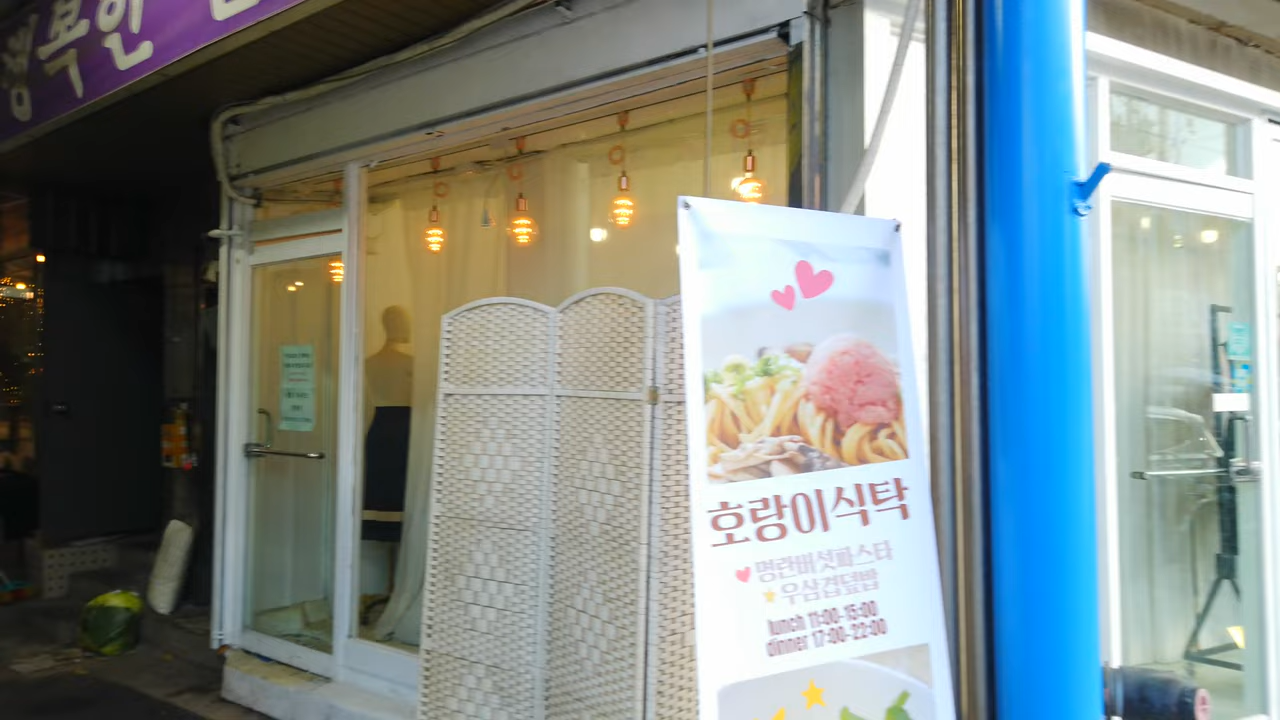 행복한
호랑이식탁
명란버섯파스타
우삼겹덮밥
lunch 11:00-15:00
dinner 17:00-22:00